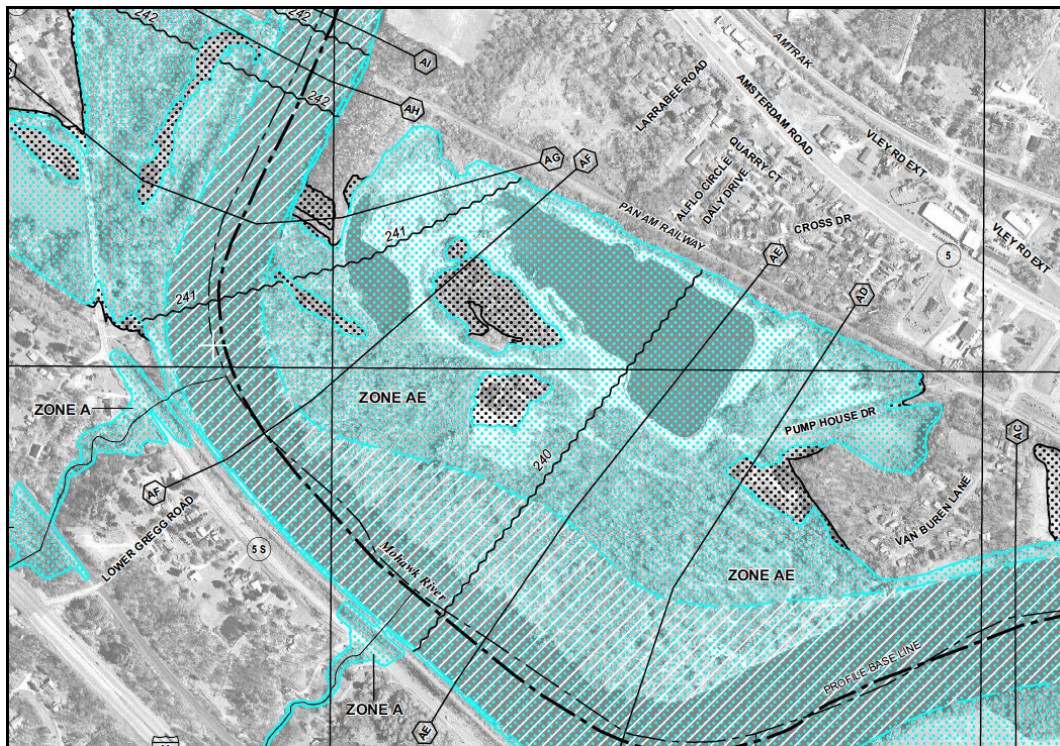 242
AI
AMTRAK
242
242
AH
LARRABEE ROAD
AMSTERDAM ROAD
VLEY RD EXT
QUARRY CT
ALFLO CIRCLE
DALY DRIVE
AG
AF
PAN AM RAILWAY
CROSS DR
VLEY RD EXT
5
241
241
AE
AD
ZONE A
ZONE AE
PUMP HOUSE DR
AC
240
AF
LOWER GREGG ROAD
5 S
VAN BUREN LANE
Mohawk River
ZONE AE
PROFILE BASE LINE
ZONE A
AE